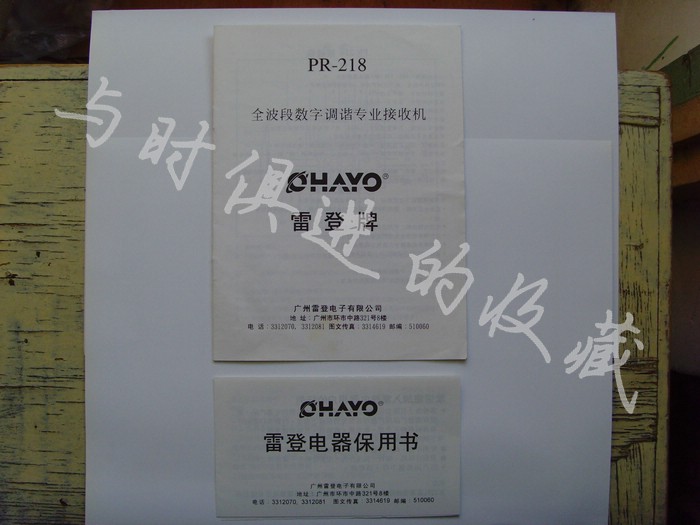 PR-218
全波段数字调谐专业接收机
OHAYO®
雷登牌
广州雷登电子有限公司
地址:广州市环市中路321号8楼
电话:3312070, 3312081 图文传真:3314619 邮编:510060
OHAYO®
雷登电器保用书
广州雷登电子有限公司
地址:广州市环市中路321号8楼
电话:3312070, 3312081 图文传真:3314619 邮编:510060
与时俱进的收藏